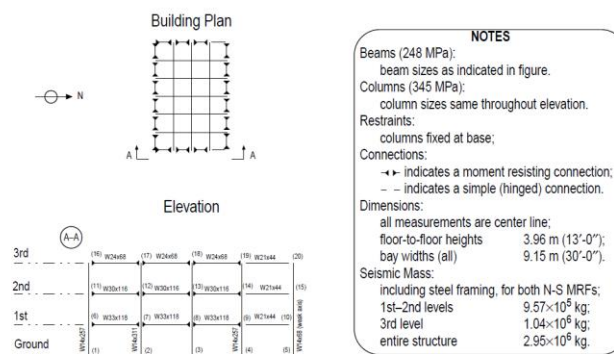 Building Plan
N
A
A
Elevation
A–A
3rd
(16) W24x68 (17) W24x68 (18) W24x68 (19) W21x44 (20)
2nd
(11) W30x116 (12) W30x116 (13) W30x116 (14) W21x44 (15)
1st
(6) W33x118 (7) W33x118 (8) W33x118 (9) W21x44 (10)
Ground
W14x257
W14x311
W14x257
W14x68 (weak axis)
(1) (2) (3) (4) (5)
NOTES
Beams (248 MPa):
beam sizes as indicated in figure.
Columns (345 MPa):
column sizes same throughout elevation.
Restraints:
columns fixed at base;
Connections:
indicates a moment resisting connection;
– – indicates a simple (hinged) connection.
Dimensions:
all measurements are center line;
floor-to-floor heights 3.96 m (13′-0″);
bay widths (all) 9.15 m (30′-0″).
Seismic Mass:
including steel framing, for both N-S MRFs;
1st–2nd levels 9.57×10⁵ kg;
3rd level 1.04×10⁶ kg;
entire structure 2.95×10⁶ kg;